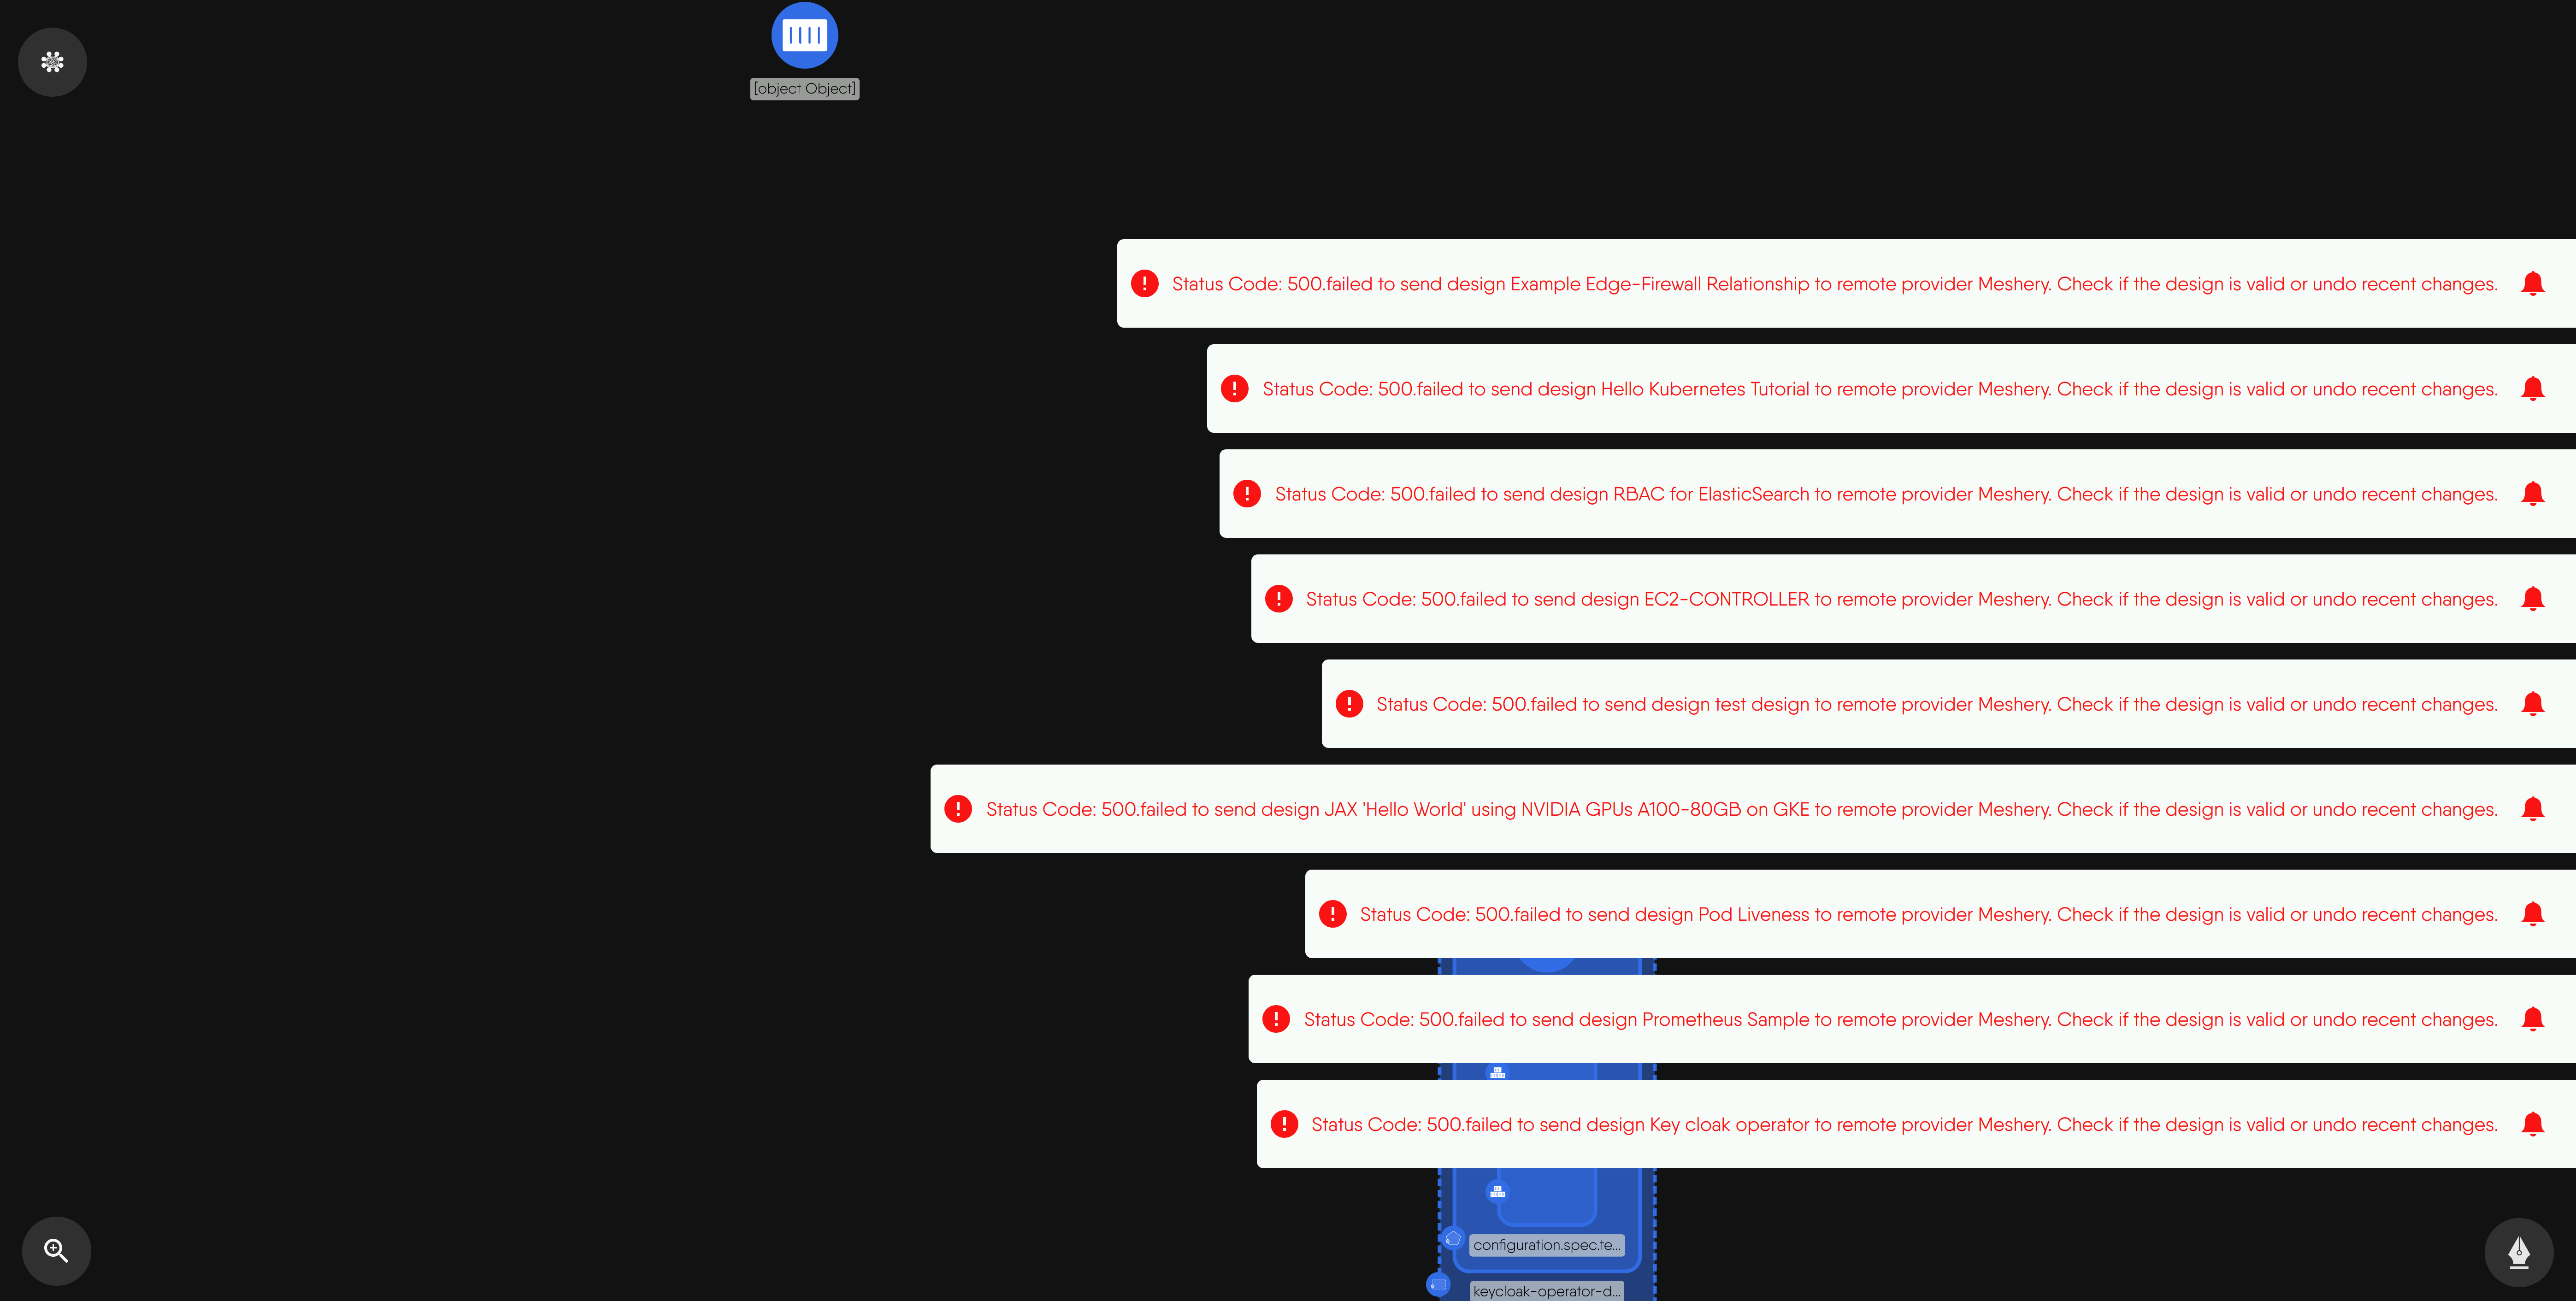 [object Object]
Status Code: 500.failed to send design Example Edge-Firewall Relationship to remote provider Meshery. Check if the design is valid or undo recent changes.
Status Code: 500.failed to send design Hello Kubernetes Tutorial to remote provider Meshery. Check if the design is valid or undo recent changes.
Status Code: 500.failed to send design RBAC for ElasticSearch to remote provider Meshery. Check if the design is valid or undo recent changes.
Status Code: 500.failed to send design EC2-CONTROLLER to remote provider Meshery. Check if the design is valid or undo recent changes.
Status Code: 500.failed to send design test design to remote provider Meshery. Check if the design is valid or undo recent changes.
Status Code: 500.failed to send design JAX 'Hello World' using NVIDIA GPUs A100-80GB on GKE to remote provider Meshery. Check if the design is valid or undo recent changes.
Status Code: 500.failed to send design Pod Liveness to remote provider Meshery. Check if the design is valid or undo recent changes.
Status Code: 500.failed to send design Prometheus Sample to remote provider Meshery. Check if the design is valid or undo recent changes.
Status Code: 500.failed to send design Key cloak operator to remote provider Meshery. Check if the design is valid or undo recent changes.
configuration.spec.te...
keycloak-operator-d...